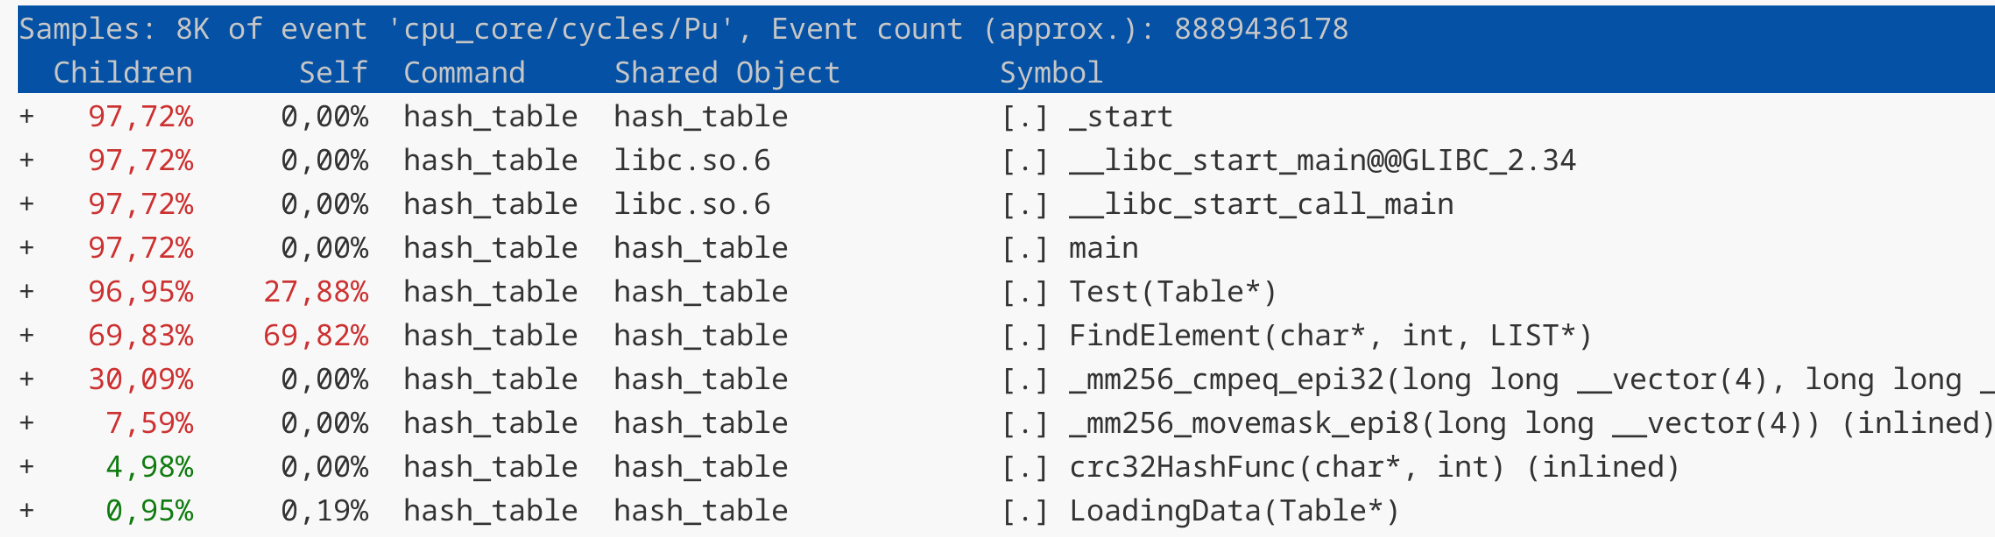 Samples: 8K of event 'cpu_core/cycles/Pu', Event count (approx.): 8889436178
Children Self Command Shared Object Symbol
+ 97,72% 0,00% hash_table hash_table [.] _start
+ 97,72% 0,00% hash_table libc.so.6 [.] __libc_start_main@@GLIBC_2.34
+ 97,72% 0,00% hash_table libc.so.6 [.] __libc_start_call_main
+ 97,72% 0,00% hash_table hash_table [.] main
+ 96,95% 27,88% hash_table hash_table [.] Test(Table*)
+ 69,83% 69,82% hash_table hash_table [.] FindElement(char*, int, LIST*)
+ 30,09% 0,00% hash_table hash_table [.] _mm256_cmpeq_epi32(long long __vector(4), long long _
+ 7,59% 0,00% hash_table hash_table [.] _mm256_movemask_epi8(long long __vector(4)) (inlined)
+ 4,98% 0,00% hash_table hash_table [.] crc32HashFunc(char*, int) (inlined)
+ 0,95% 0,19% hash_table hash_table [.] LoadingData(Table*)